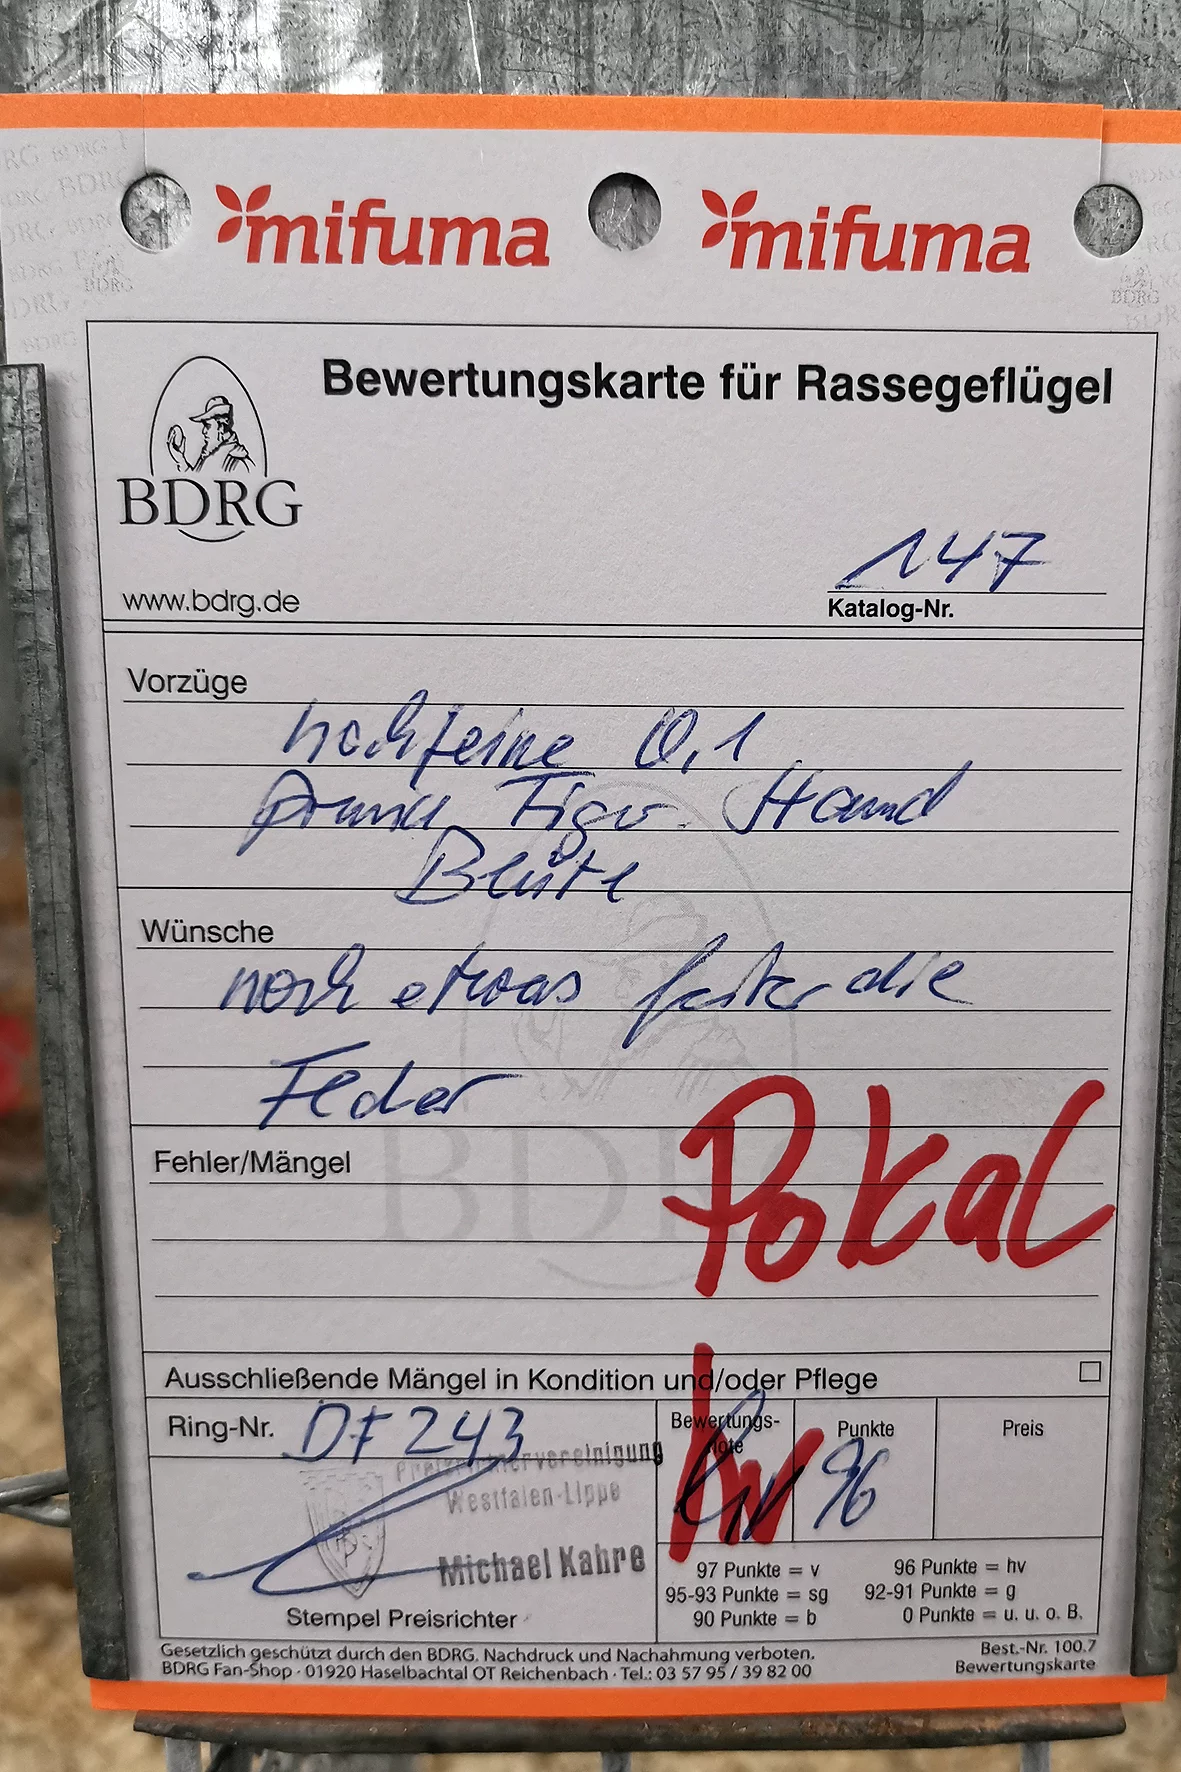 mifuma mifuma
Bewertungskarte für Rassegeflügel
BDRG
www.bdrg.de
147
Katalog-Nr.
Vorzüge
hochfeine 0,1
prima Figur. Stand
Wünsche
noch etwas fester die
Feder
Fehler/Mängel
Pokal
Ausschließende Mängel in Kondition und/oder Pflege
Ring-Nr. DF 243
Bewertungs-
note
hv
Punkte
96
Preis
Preisrichtervereinigung
Westfalen-Lippe
Michael Kahre
Stempel Preisrichter
97 Punkte = v 96 Punkte = hv
95-93 Punkte = sg 92-91 Punkte = g
90 Punkte = b 0 Punkte = u. u. o. B.
Gesetzlich geschützt durch den BDRG. Nachdruck und Nachahmung verboten.
BDRG Fan-Shop · 01920 Haselbachtal OT Reichenbach · Tel.: 03 57 95 / 39 82 00
Best.-Nr. 100.7
Bewertungskarte